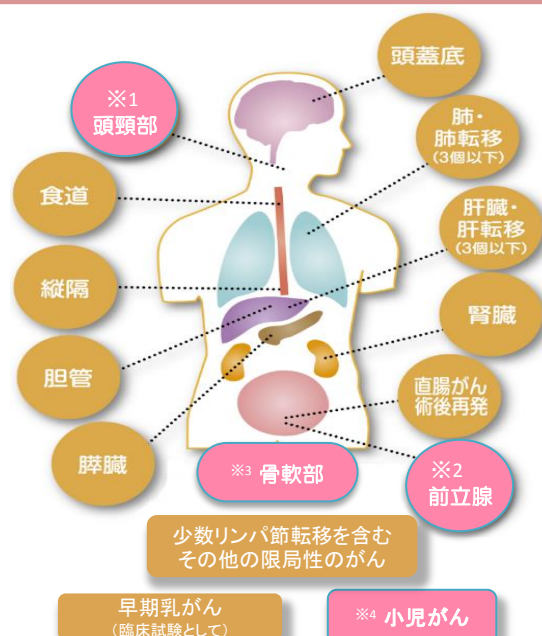 頭蓋底
※1
頭頸部
肺・
肺転移
(3個以下)
食道
肝臓・
肝転移
(3個以下)
縦隔
腎臓
胆管
直腸がん
術後再発
膵臓
※3 骨軟部
※2
前立腺
少数リンパ節転移を含む
その他の限局性のがん
早期乳がん
(臨床試験として)
※4 小児がん